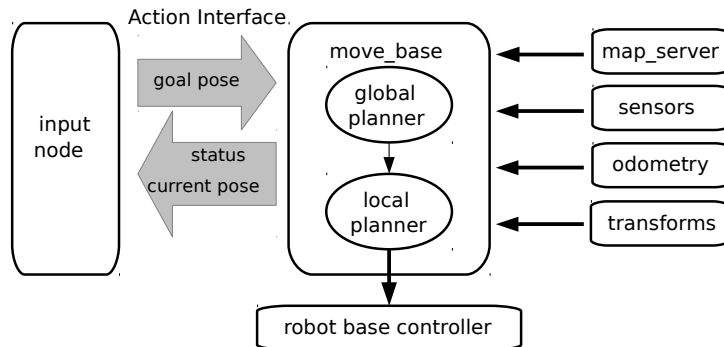 Action Interface
goal pose
status
current pose
input
node
move_base
global
planner
local
planner
map_server
sensors
odometry
transforms
robot base controller